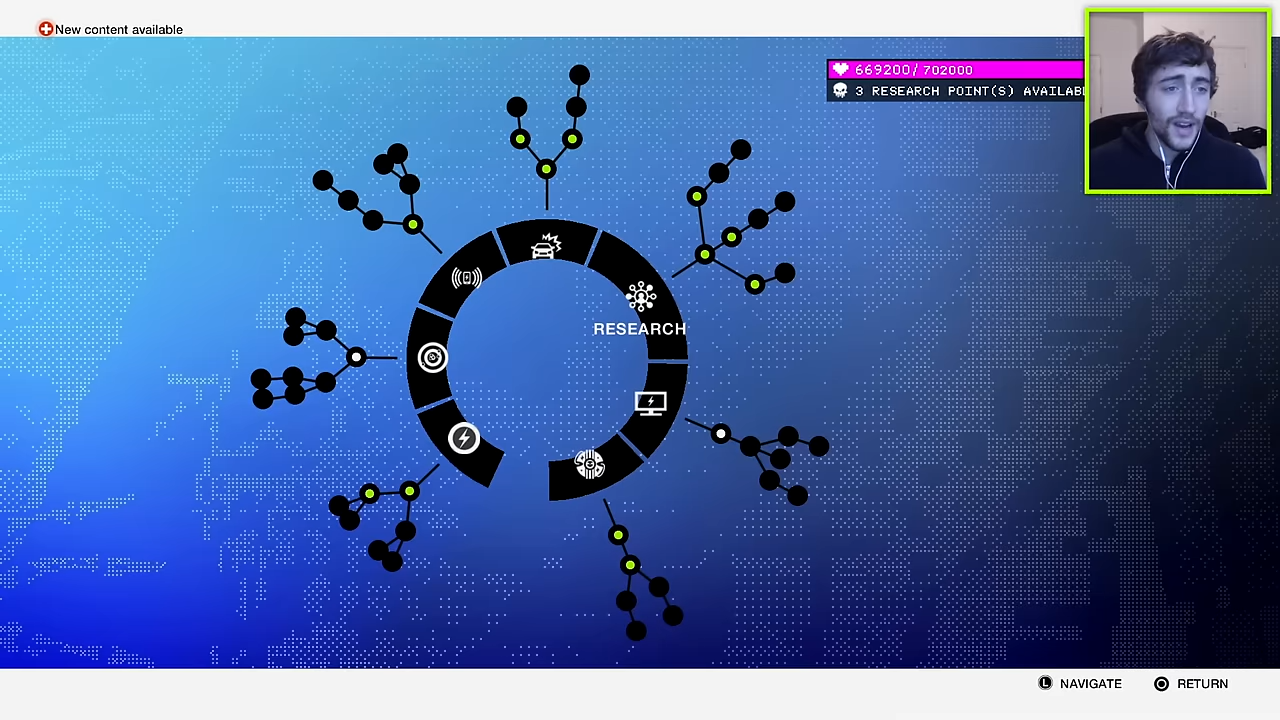 New content available
669200/702000
3 RESEARCH POINT(S) AVAILAB
RESEARCH
L NAVIGATE
RETURN